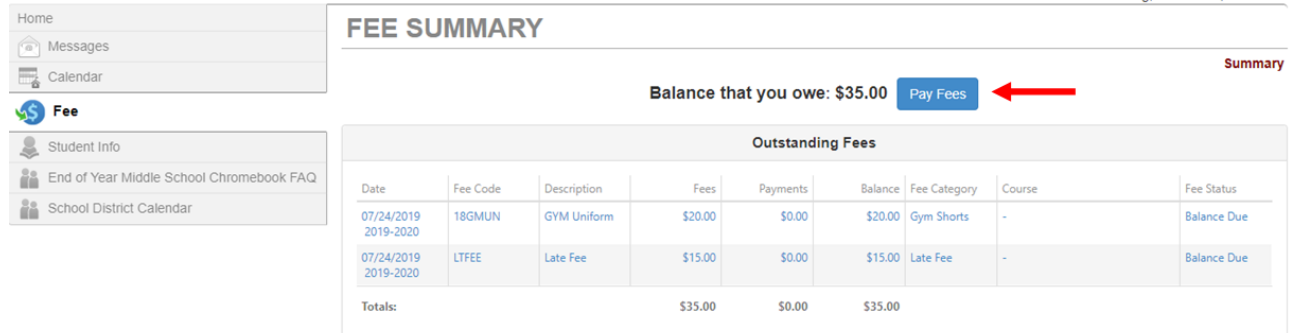 Home
Messages
Calendar
Fee
Student Info
End of Year Middle School Chromebook FAQ
School District Calendar
FEE SUMMARY
Summary
Balance that you owe: $35.00 Pay Fees
Outstanding Fees
Date Fee Code Description Fees Payments Balance Fee Category Course Fee Status
07/24/2019 18GMUN GYM Uniform $20.00 $0.00 $20.00 Gym Shorts - Balance Due
2019-2020
07/24/2019 LTFEE Late Fee $15.00 $0.00 $15.00 Late Fee - Balance Due
2019-2020
Totals: $35.00 $0.00 $35.00